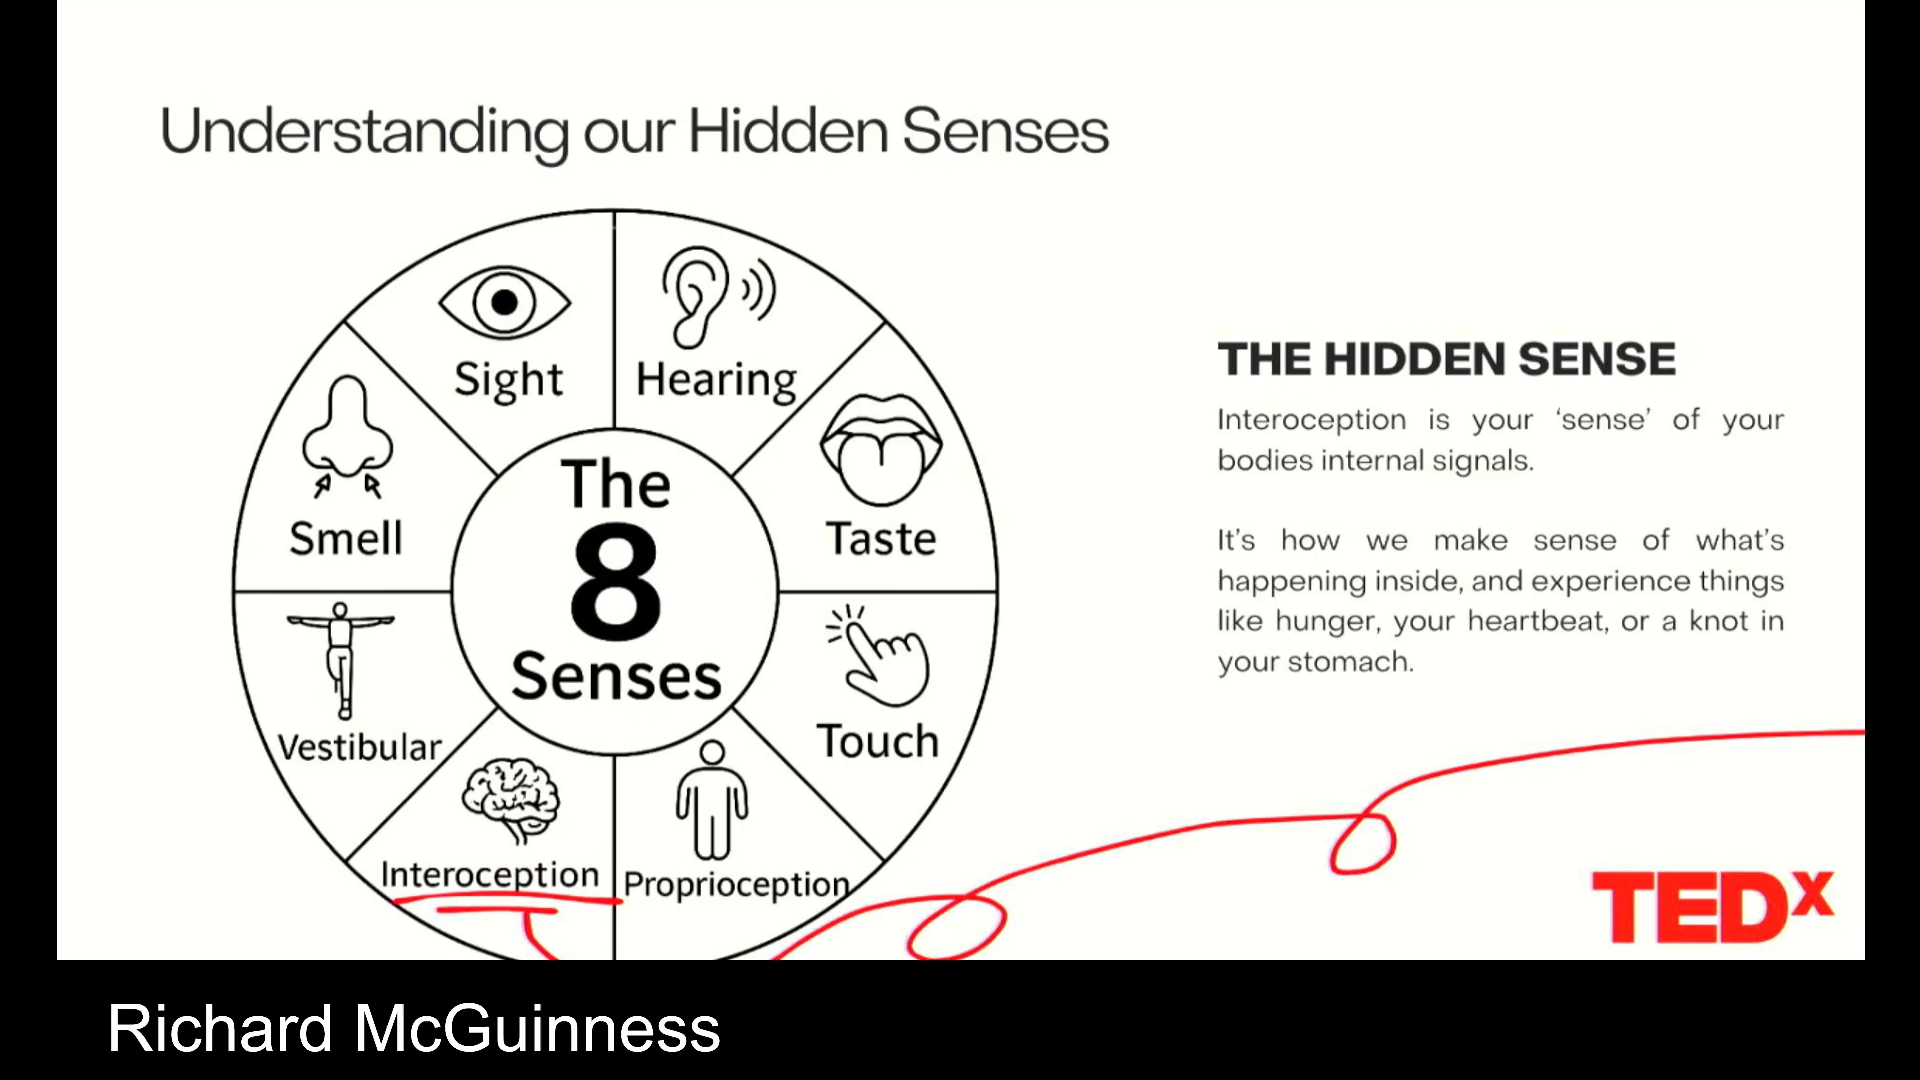 Understanding our Hidden Senses
Sight
Hearing
Smell
Taste
The
8
Senses
Vestibular
Touch
Interoception
Proprioception
THE HIDDEN SENSE
Interoception is your ‘sense’ of your
bodies internal signals.
It’s how we make sense of what’s
happening inside, and experience things
like hunger, your heartbeat, or a knot in
your stomach.
TEDx
Richard McGuinness